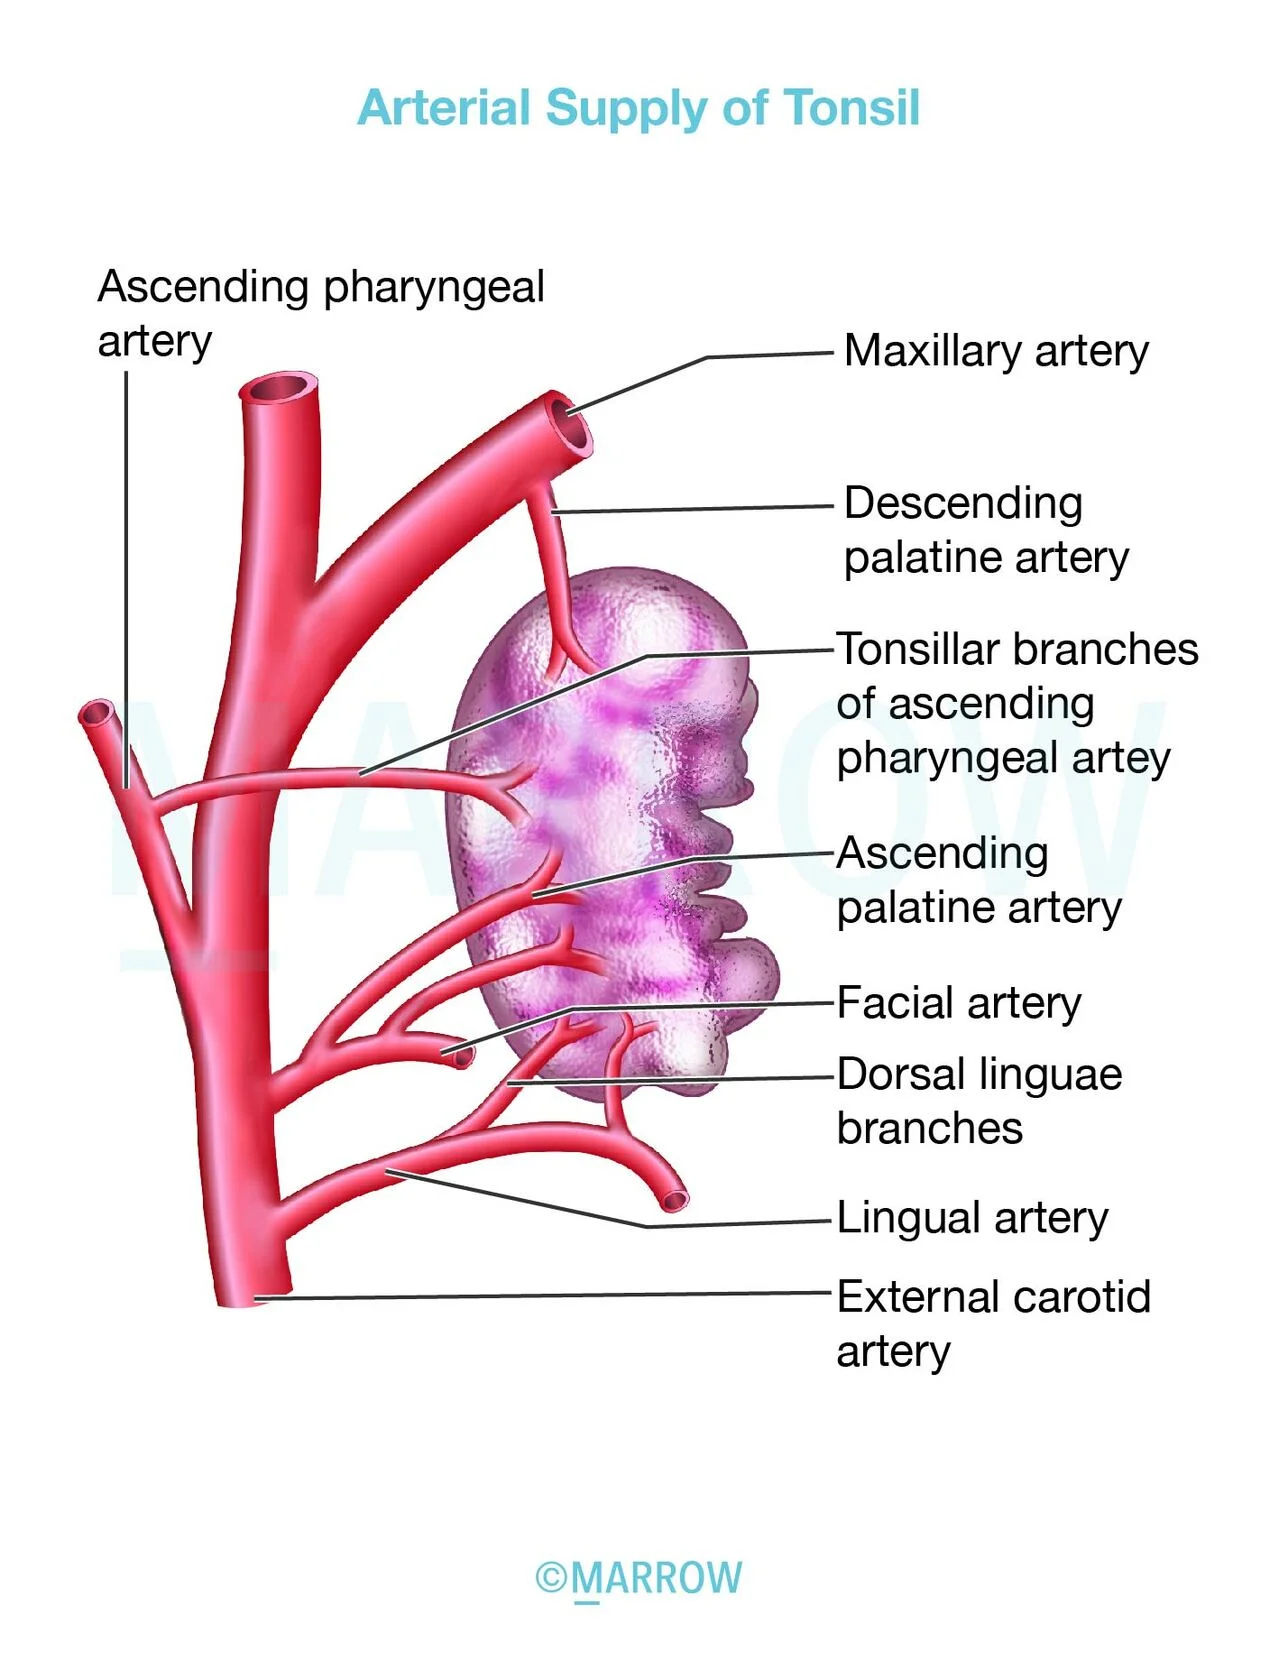 Arterial Supply of Tonsil
Ascending pharyngeal
artery
Maxillary artery
Descending
palatine artery
Tonsillar branches
of ascending
pharyngeal artey
Ascending
palatine artery
Facial artery
Dorsal linguae
branches
Lingual artery
External carotid
artery
MARROW
©MARROW